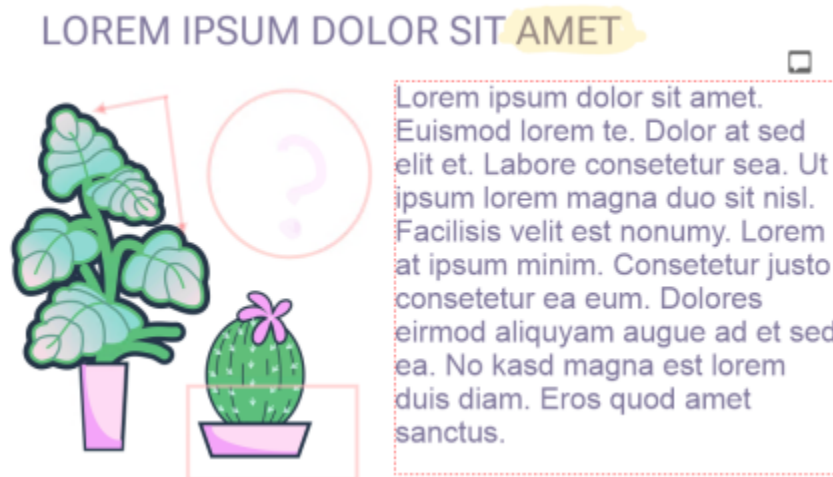 LOREM IPSUM DOLOR SIT AMET
?
Lorem ipsum dolor sit amet.
Euismod lorem te. Dolor at sed
elit et. Labore consetetur sea. Ut
ipsum lorem magna duo sit nisl.
Facilisis velit est nonumy. Lorem
at ipsum minim. Consetetur justo
consetetur ea eum. Dolores
eirmod aliquyam augue ad et sed
ea. No kasd magna est lorem
duis diam. Eros quod amet
sanctus.